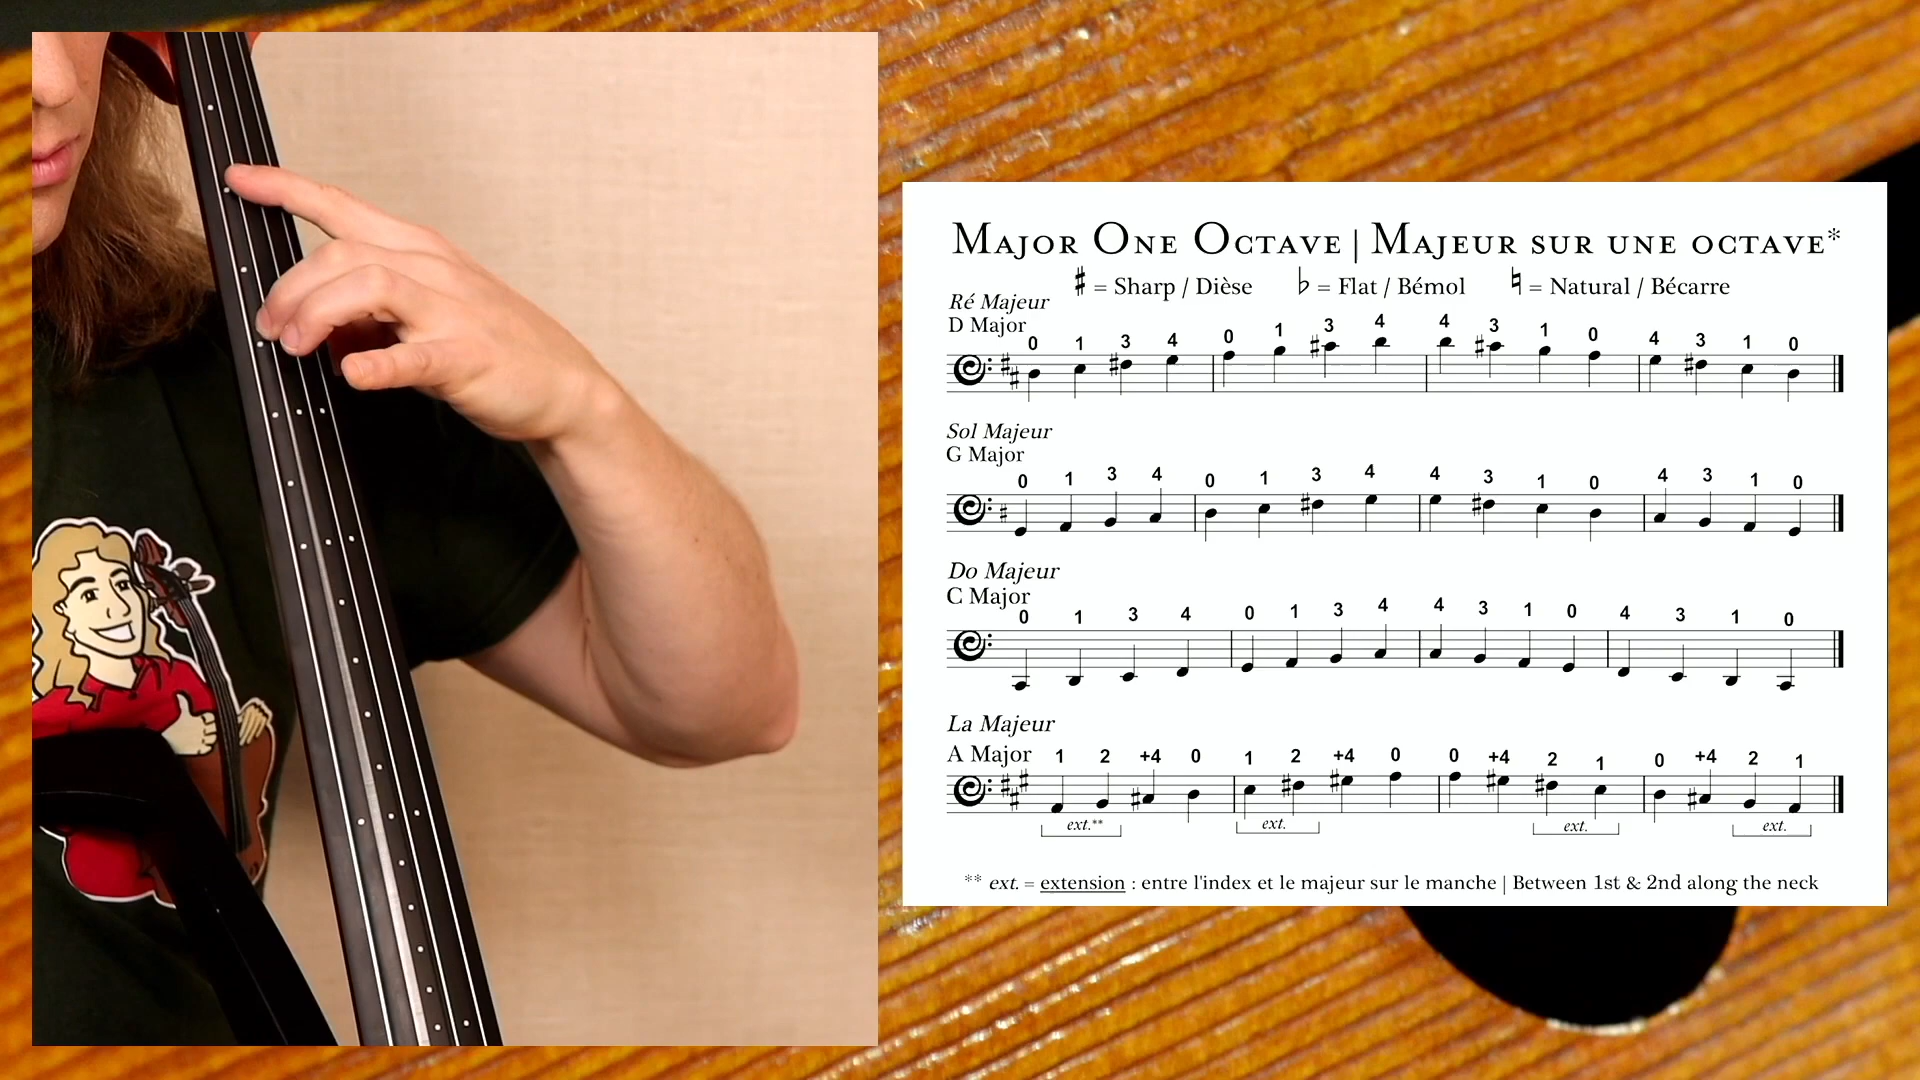 Major One Octave | Majeur sur une octave*
♯ = Sharp / Dièse ♭ = Flat / Bémol ♮ = Natural / Bécarre
Ré Majeur
D Major
0 1 3 4 0 1 3 4 4 3 1 0 4 3 1 0
Sol Majeur
G Major
0 1 3 4 0 1 3 4 4 3 1 0 4 3 1 0
Do Majeur
C Major
0 1 3 4 0 1 3 4 4 3 1 0 4 3 1 0
La Majeur
A Major 1 2 +4 0 1 2 +4 0 0 +4 2 1 0 +4 2 1
ext.** ext. ext. ext.
** ext. = extension : entre l'index et le majeur sur le manche | Between 1st & 2nd along the neck